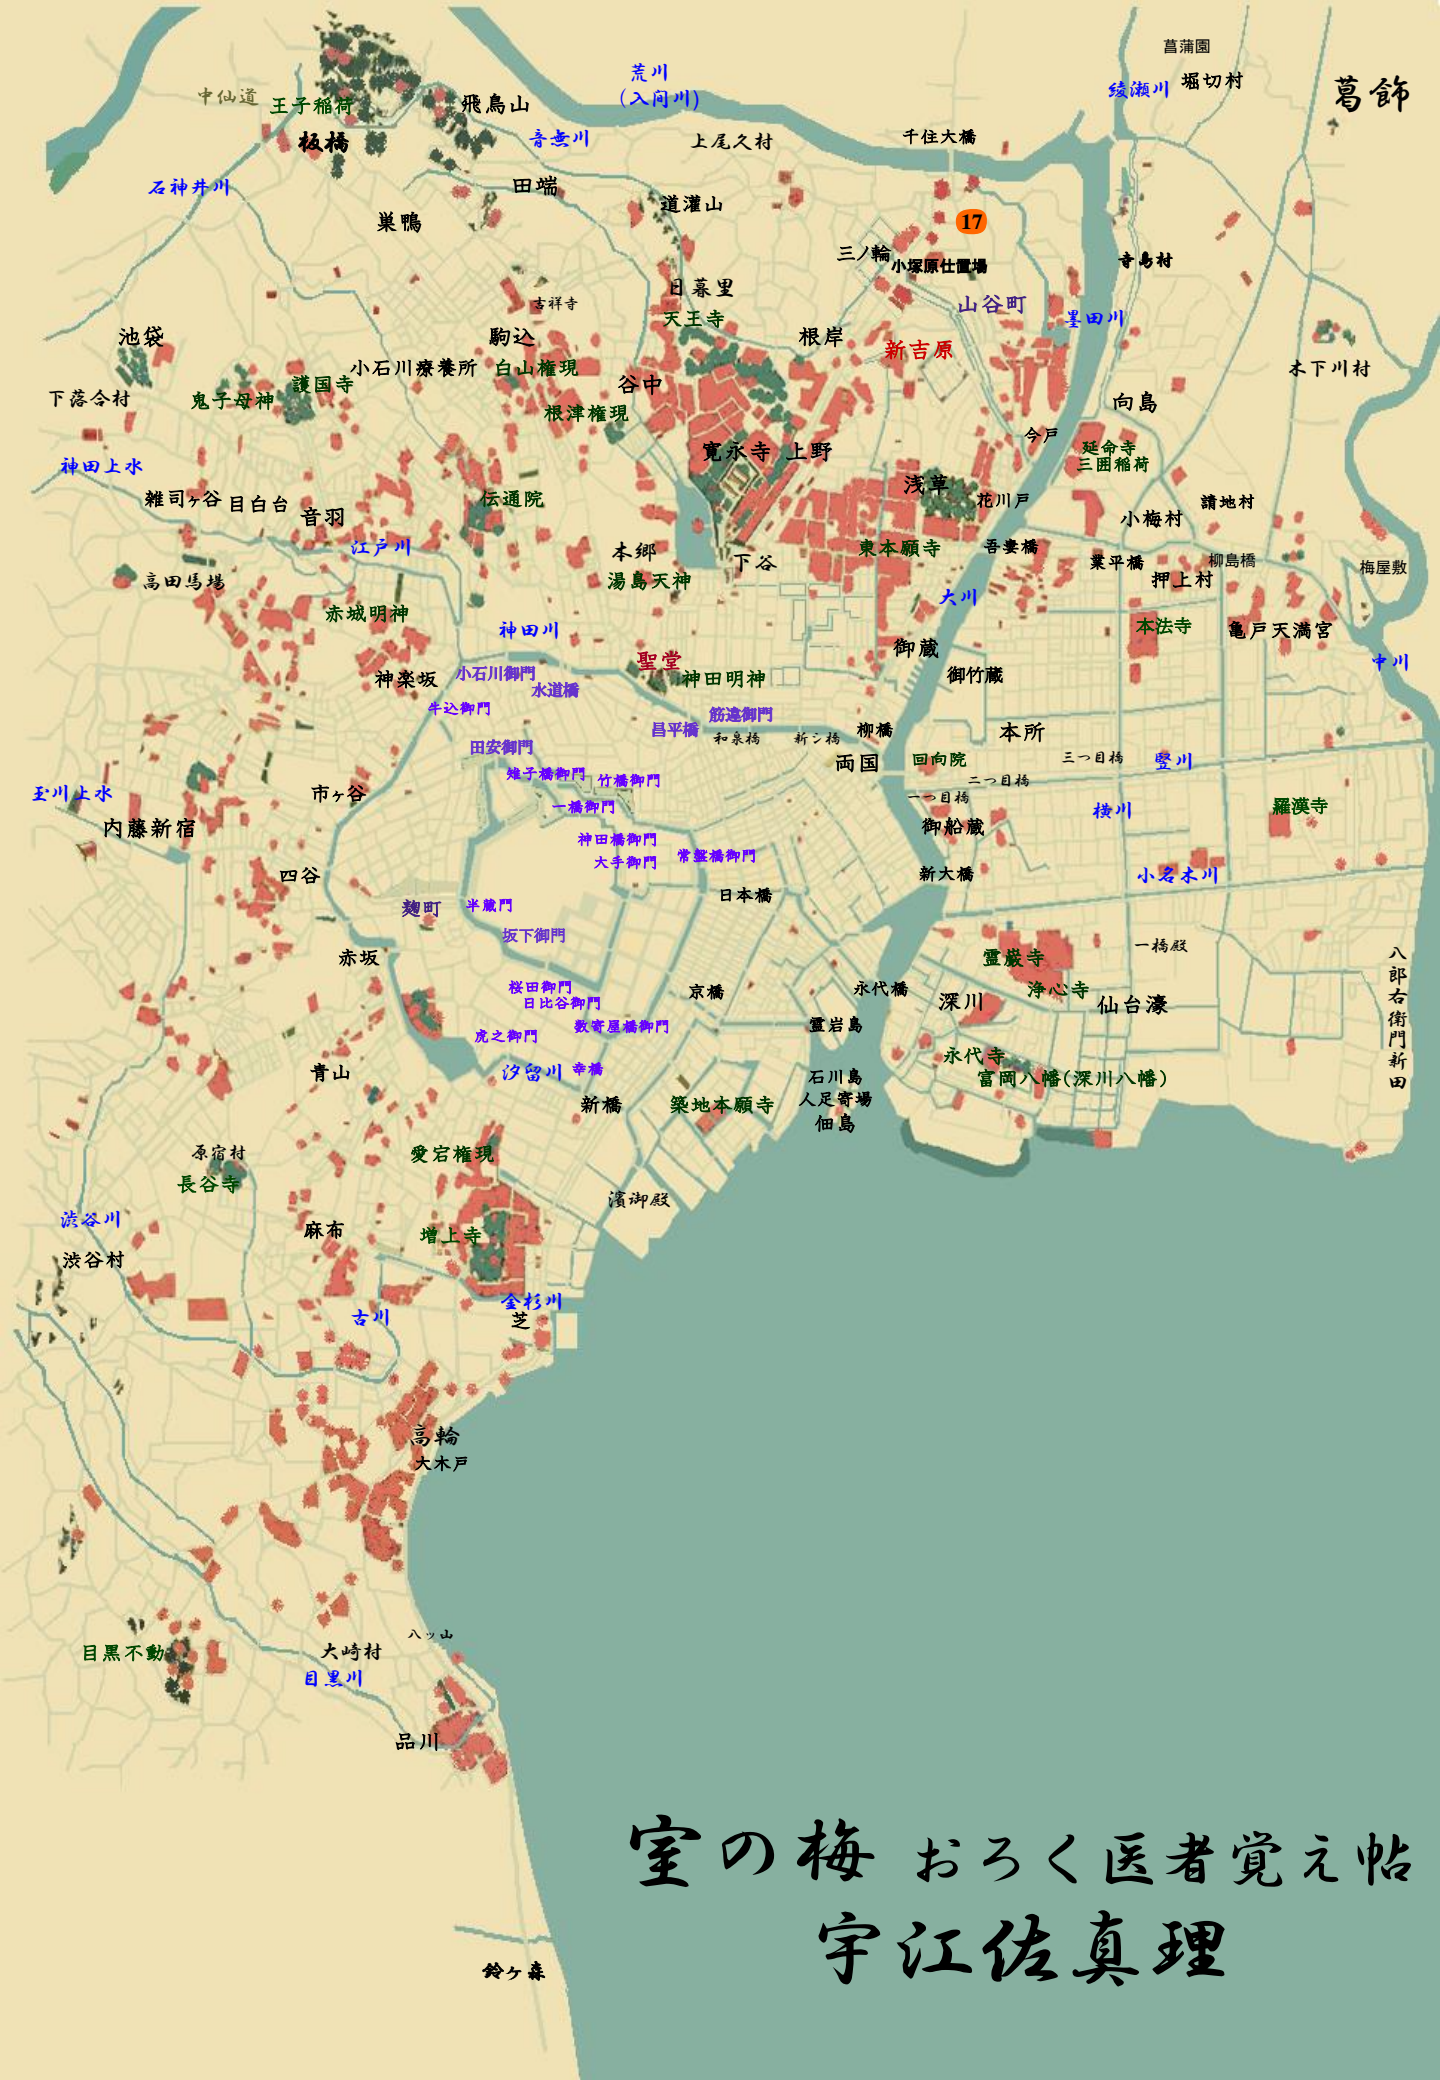 菖蒲園
葛飾
堀切村
綾瀬川
荒川
(入間川)
中仙道
王子稲荷
飛鳥山
板橋
音無川
上尾久村
千住大橋
石神井川
田端
道灌山
巣鴨
17
三ノ輪
小塚原仕置場
寺島村
日暮里
吉祥寺
山谷町
墨田川
天王寺
池袋
駒込
根岸
新吉原
小石川療養所
白山権現
木下川村
護国寺
谷中
下落合村
鬼子母神
向島
根津権現
今戸
延命寺
三囲稲荷
寛永寺
上野
神田上水
浅草
雑司ヶ谷
目白台
伝通院
花川戸
請地村
音羽
小梅村
江戸川
本郷
下谷
東本願寺
吾妻橋
業平橋
柳島橋
梅屋敷
高田馬場
湯島天神
押上村
大川
赤城明神
本法寺
亀戸天満宮
神田川
御蔵
聖堂
中川
神楽坂
小石川御門
水道橋
神田明神
御竹蔵
牛込御門
筋違御門
昌平橋
和泉橋
新シ橋
柳橋
本所
田安御門
両国
回向院
三つ目橋
竪川
雉子橋御門
竹橋御門
二つ目橋
玉川上水
市ヶ谷
一橋御門
一つ目橋
横川
羅漢寺
内藤新宿
御船蔵
神田橋御門
大手御門
常盤橋御門
四谷
新大橋
小名木川
日本橋
麹町
半蔵門
坂下御門
一橋殿
赤坂
霊巌寺
八郎右衛門新田
桜田御門
京橋
永代橋
浄心寺
日比谷御門
深川
仙台濠
数寄屋橋御門
霊岩島
虎之御門
永代寺
青山
汐留川
幸橋
石川島
富岡八幡(深川八幡)
人足寄場
新橋
築地本願寺
佃島
原宿村
愛宕権現
長谷寺
濱御殿
渋谷川
麻布
増上寺
渋谷村
金杉川
古川
芝
高輪
大木戸
八ッ山
目黒不動
大崎村
目黒川
品川
室の梅 おろく医者覚え帖
宇江佐真理
鈴ヶ森